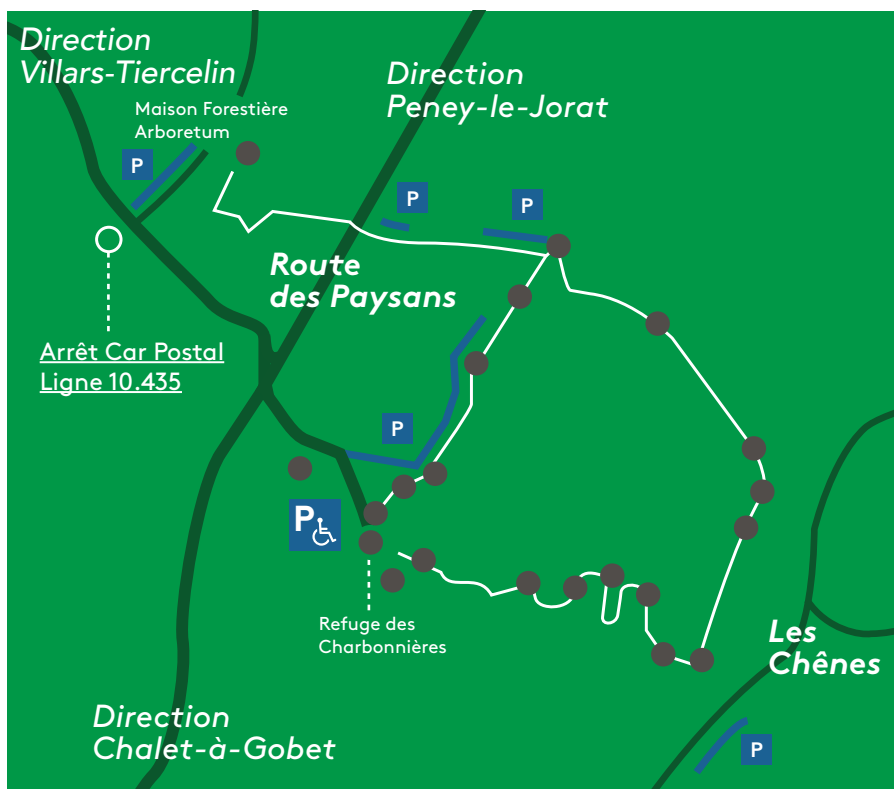 Direction
Villars-Tiercelin
Direction
Peney-le-Jorat
Maison Forestière
Arboretum
P
P
P
Route
des Paysans
Arrêt Car Postal
Ligne 10.435
P
P
Refuge des
Charbonnières
Les
Chênes
Direction
Chalet-à-Gobet
P